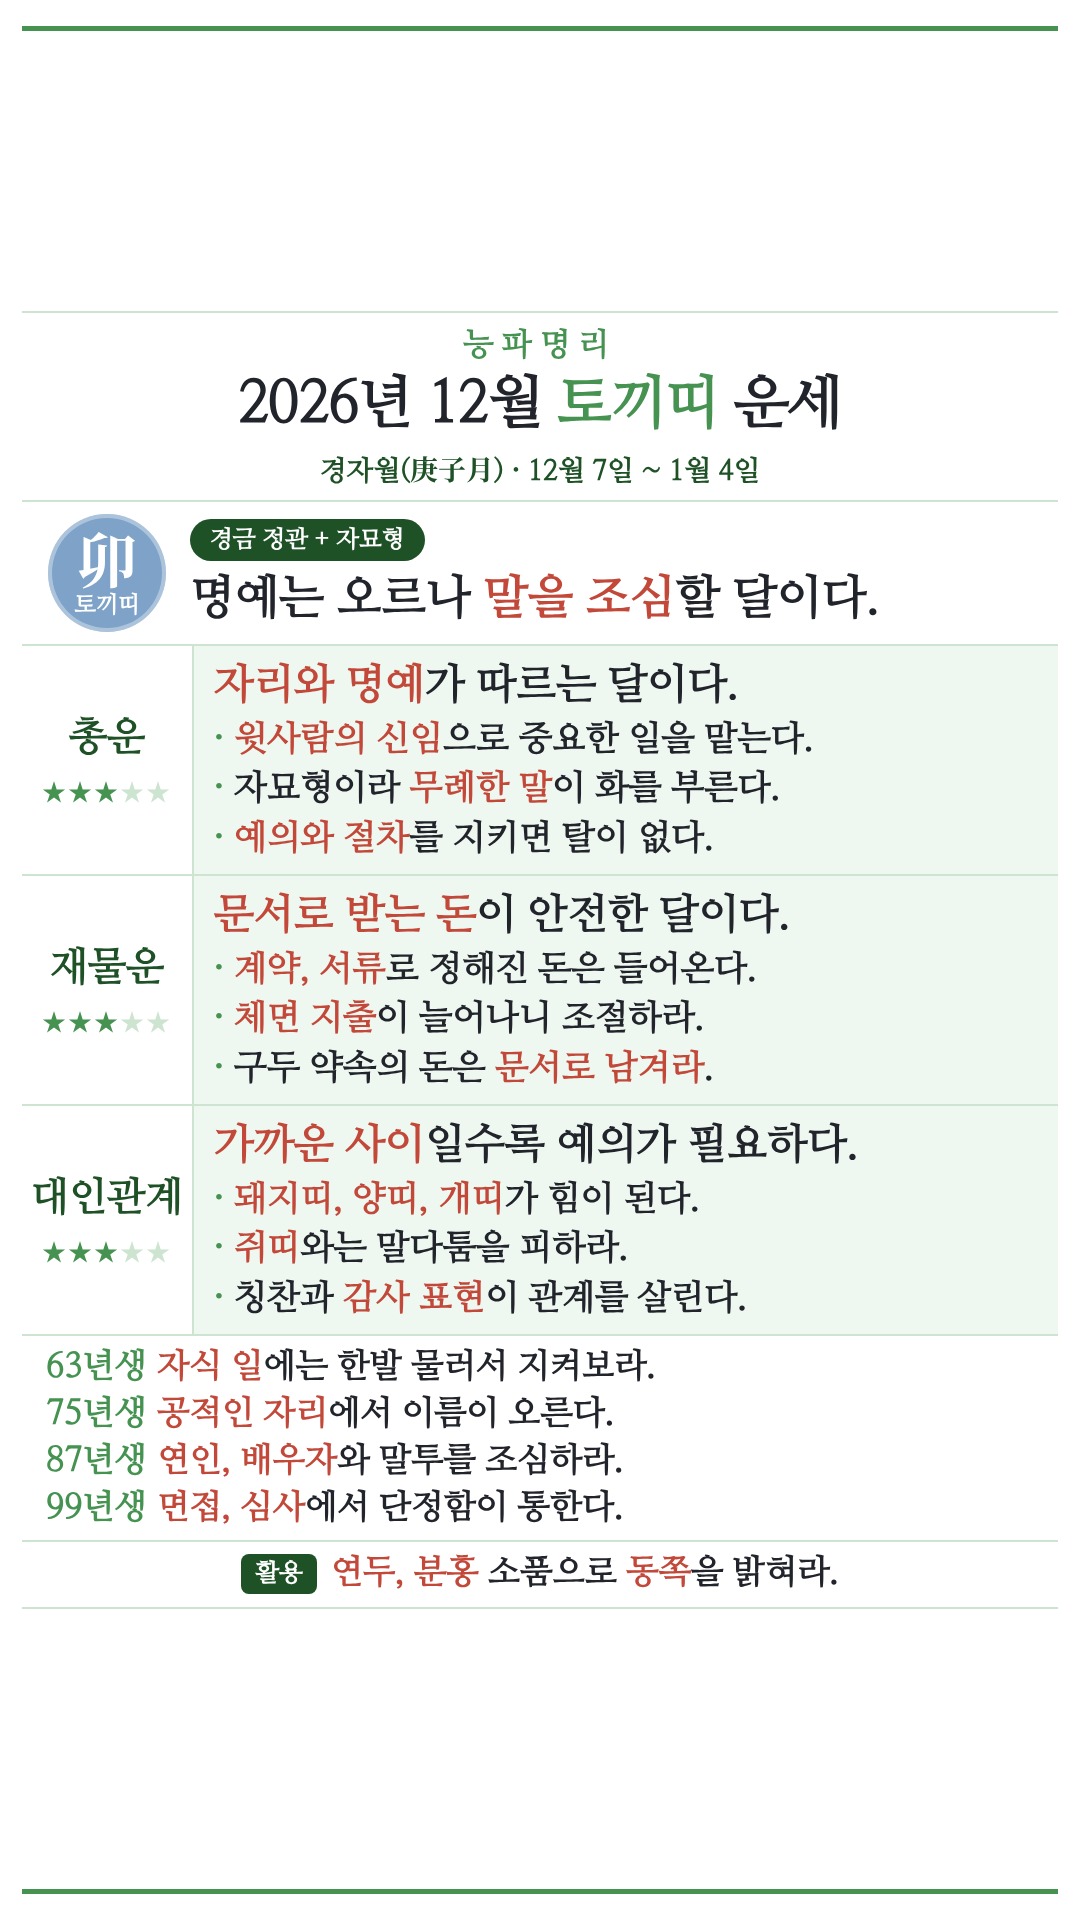 능파명리
2026년 12월 토끼띠 운세
경자월(庚子月) · 12월 7일 ~ 1월 4일
卯
토끼띠
경금 정관 + 자묘형
명예는 오르나 말을 조심할 달이다.
총운
★★★★★
자리와 명예가 따르는 달이다.
· 윗사람의 신임으로 중요한 일을 맡는다.
· 자묘형이라 무례한 말이 화를 부른다.
· 예의와 절차를 지키면 탈이 없다.
재물운
★★★★★
문서로 받는 돈이 안전한 달이다.
· 계약, 서류로 정해진 돈은 들어온다.
· 체면 지출이 늘어나니 조절하라.
· 구두 약속의 돈은 문서로 남겨라.
대인관계
★★★★★
가까운 사이일수록 예의가 필요하다.
· 돼지띠, 양띠, 개띠가 힘이 된다.
· 쥐띠와는 말다툼을 피하라.
· 칭찬과 감사 표현이 관계를 살린다.
63년생 자식 일에는 한발 물러서 지켜보라.
75년생 공적인 자리에서 이름이 오른다.
87년생 연인, 배우자와 말투를 조심하라.
99년생 면접, 심사에서 단정함이 통한다.
활용 연두, 분홍 소품으로 동쪽을 밝혀라.